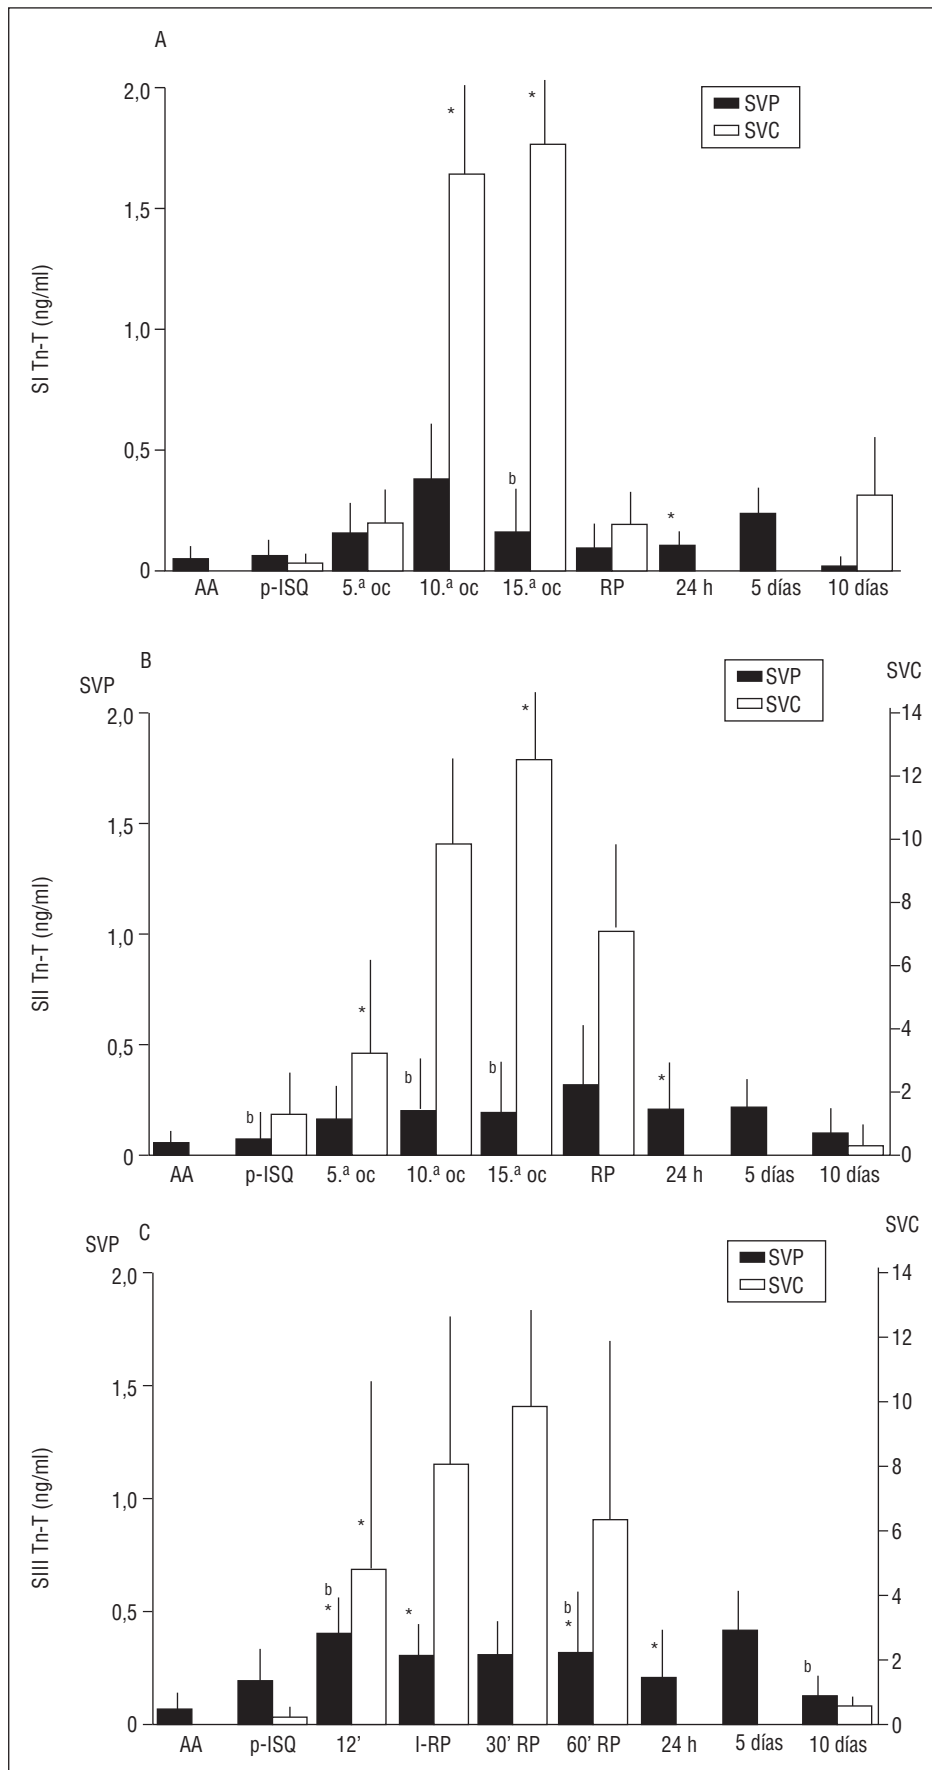 A
SVP
SVC
SI Tn-T (ng/ml)
2,0
1,5
1,0
0,5
0
*
*
b
*
AA p-ISQ 5.ª oc 10.ª oc 15.ª oc RP 24 h 5 días 10 días
B
SVP
SVC
SVP
SVC
SII Tn-T (ng/ml)
2,0
1,5
1,0
0,5
0
14
12
10
8
6
4
2
0
*
*
b
b
b
*
AA p-ISQ 5.ª oc 10.ª oc 15.ª oc RP 24 h 5 días 10 días
C
SVP
SVC
SVP
SVC
SIII Tn-T (ng/ml)
2,0
1,5
1,0
0,5
0
14
12
10
8
6
4
2
0
*
b
*
*
b
*
*
b
AA p-ISQ 12' I-RP 30' RP 60' RP 24 h 5 días 10 días